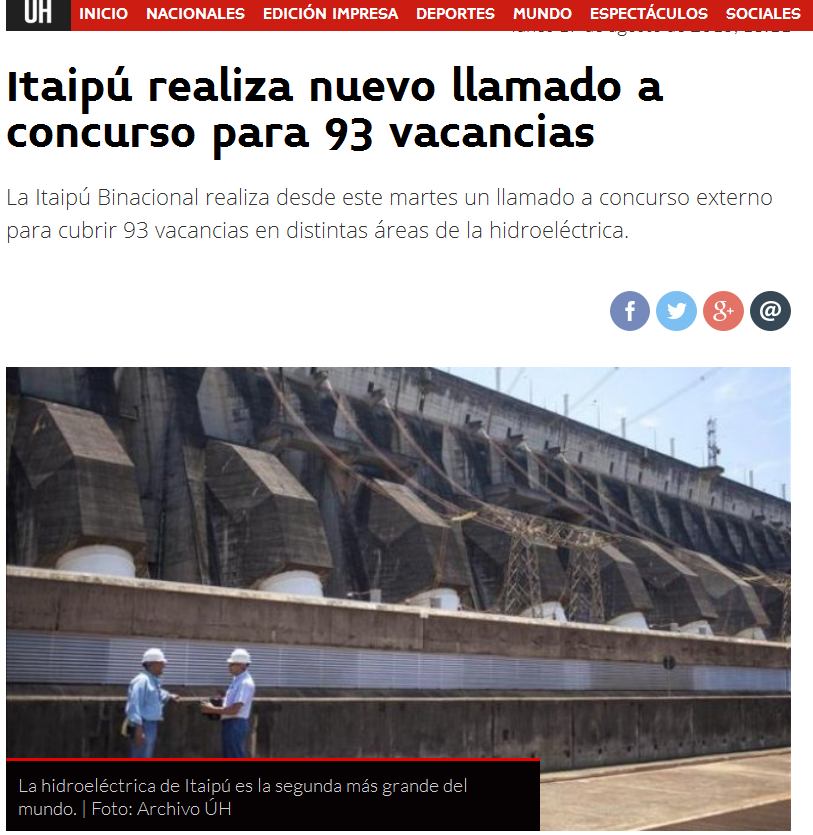 ÚH INICIO NACIONALES EDICIÓN IMPRESA DEPORTES MUNDO ESPECTÁCULOS SOCIALES
Itaipú realiza nuevo llamado a
concurso para 93 vacancias
La Itaipú Binacional realiza desde este martes un llamado a concurso externo
para cubrir 93 vacancias en distintas áreas de la hidroeléctrica.
f g+ @
La hidroeléctrica de Itaipú es la segunda más grande del
mundo. | Foto: Archivo ÚH